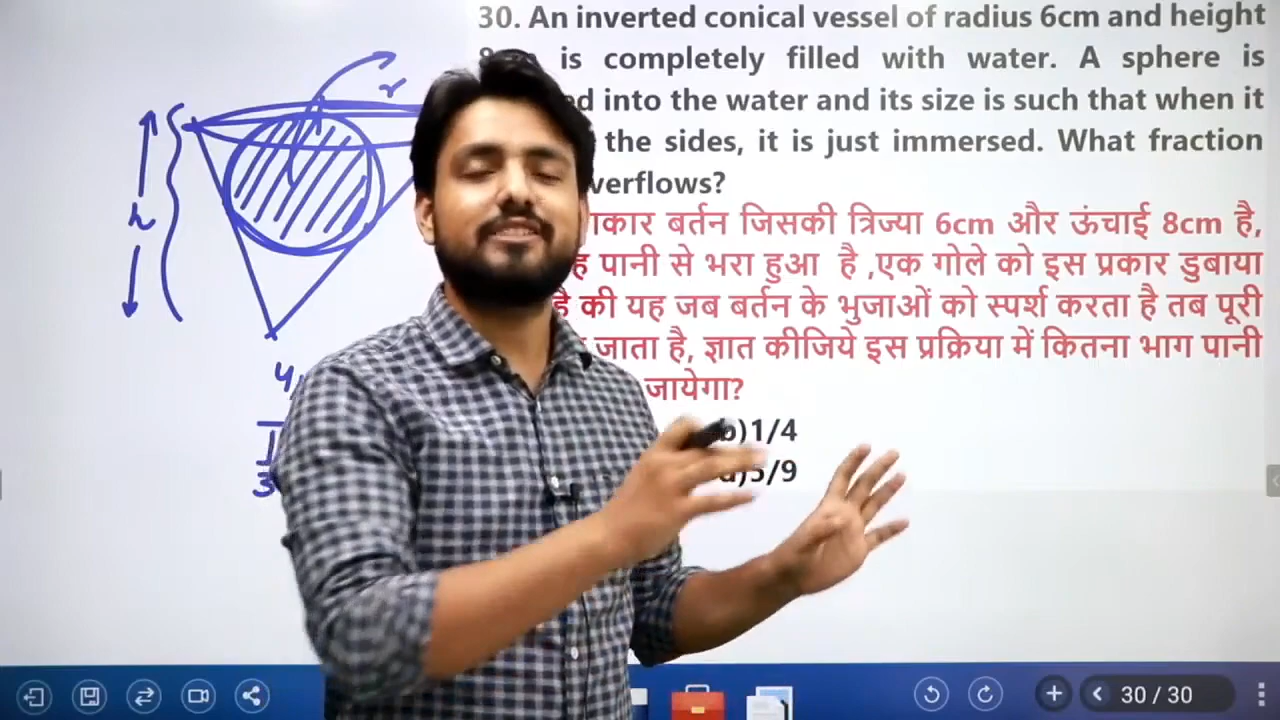 30. An inverted conical vessel of radius 6cm and height
is completely filled with water. A sphere is
into the water and its size is such that when it
the sides, it is just immersed. What fraction
verflows?
जिसकी त्रिज्या 6cm और ऊंचाई 8cm है,
पानी से भरा हुआ है ,एक गोले को इस प्रकार डुबाया
है की यह जब बर्तन के भुजाओं को स्पर्श करता है तब पूरी
जाता है, ज्ञात कीजिये इस प्रक्रिया में कितना भाग पानी
जायेगा?
b)1/4
d)5/9
r
h
4
1
3
30 / 30